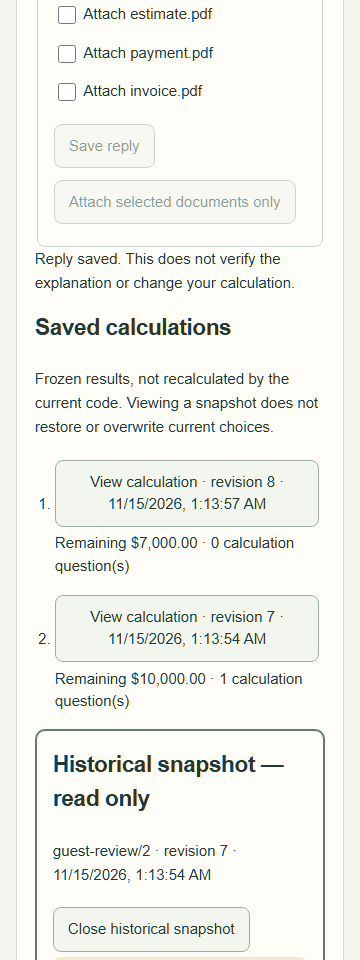 Attach estimate.pdf
Attach payment.pdf
Attach invoice.pdf
Save reply
Attach selected documents only
Reply saved. This does not verify the
explanation or change your calculation.
Saved calculations
Frozen results, not recalculated by the
current code. Viewing a snapshot does not
restore or overwrite current choices.
1. View calculation · revision 8 ·
11/15/2026, 1:13:57 AM
Remaining $7,000.00 · 0 calculation
question(s)
2. View calculation · revision 7 ·
11/15/2026, 1:13:54 AM
Remaining $10,000.00 · 1 calculation
question(s)
Historical snapshot —
read only
guest-review/2 · revision 7 ·
11/15/2026, 1:13:54 AM
Close historical snapshot